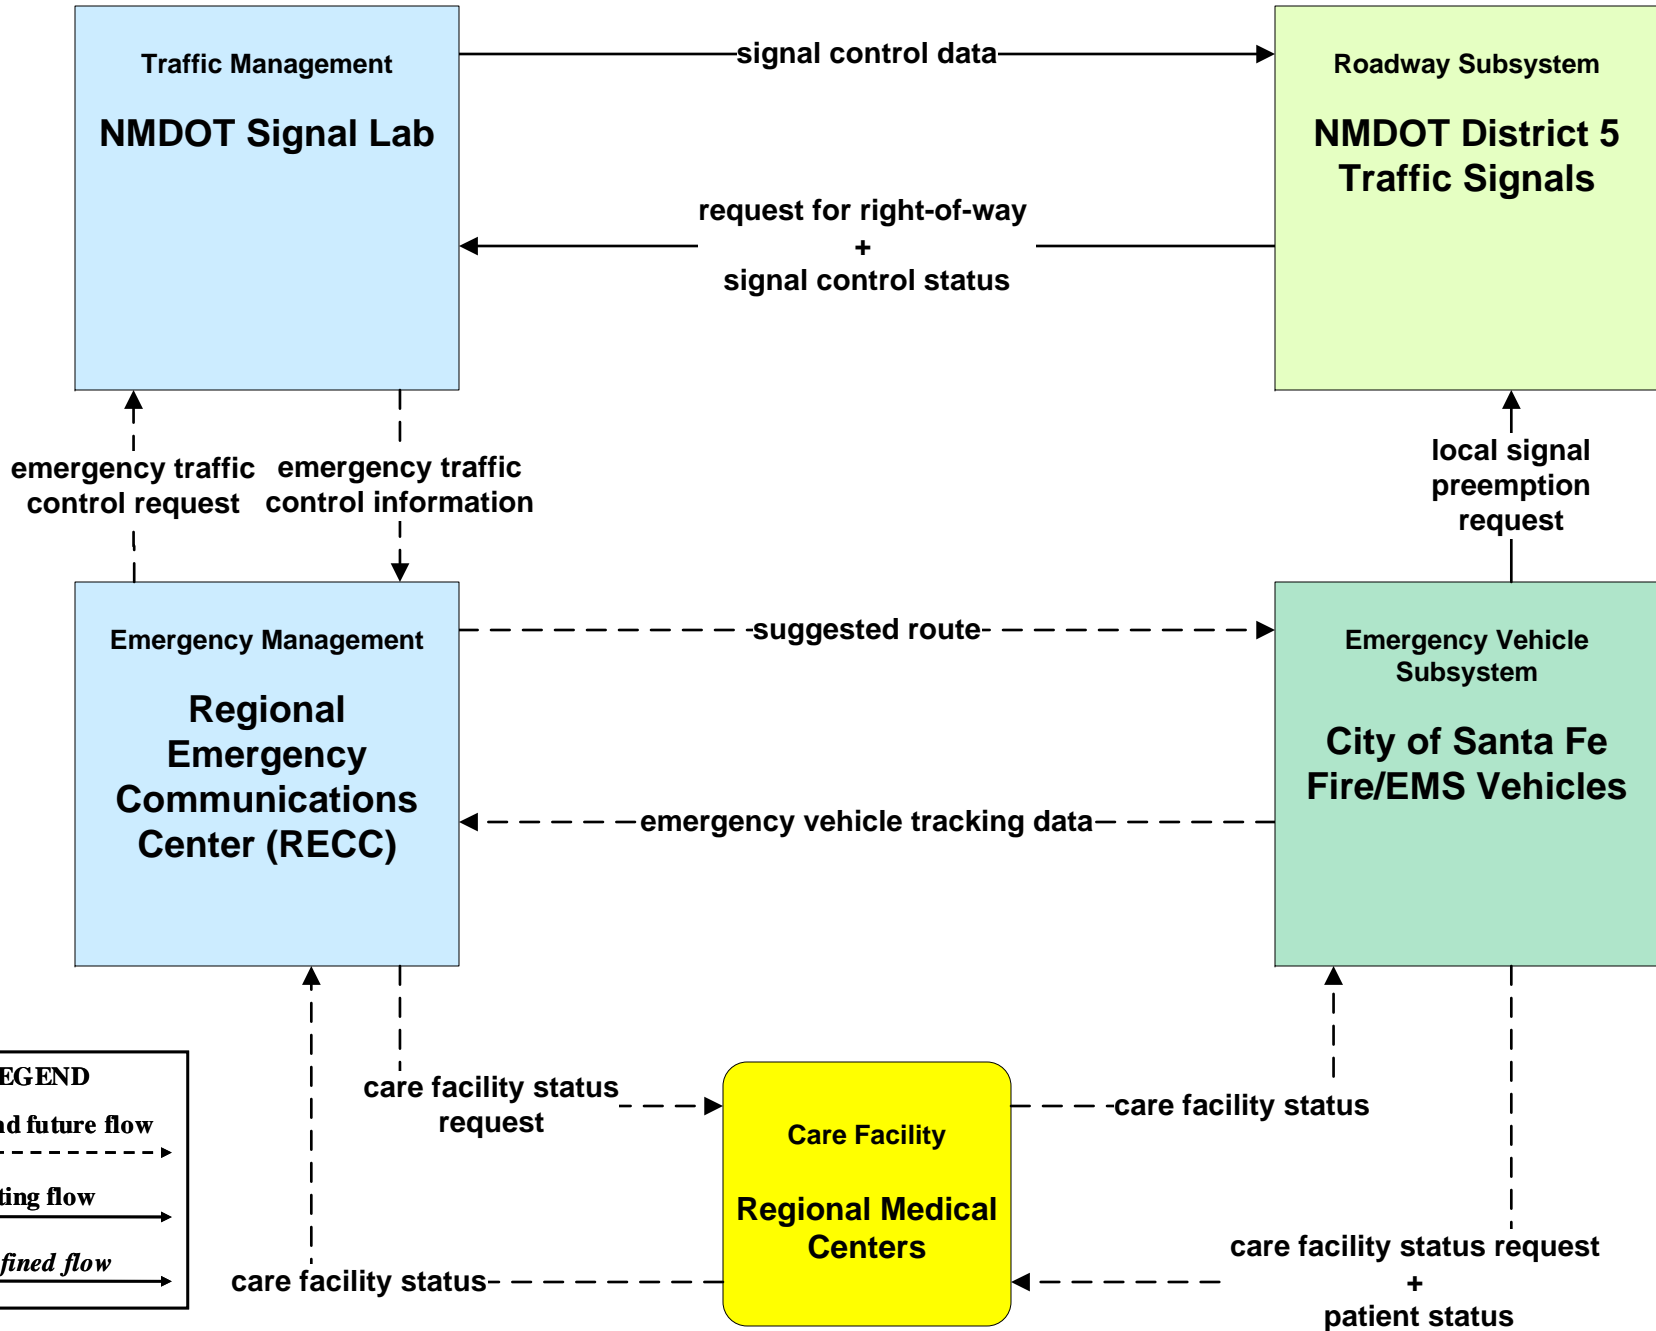 Traffic Management
NMDOT Signal Lab
signal control data
Roadway Subsystem
NMDOT District 5
Traffic Signals
request for right-of-way
+
signal control status
emergency traffic
control request
emergency traffic
control information
local signal
preemption
request
Emergency Management
Regional
Emergency
Communications
Center (RECC)
suggested route
Emergency Vehicle
Subsystem
City of Santa Fe
Fire/EMS Vehicles
emergency vehicle tracking data
care facility status
request
Care Facility
Regional Medical
Centers
care facility status
care facility status
care facility status request
+
patient status
EGEND
future flow
ting flow
fined flow